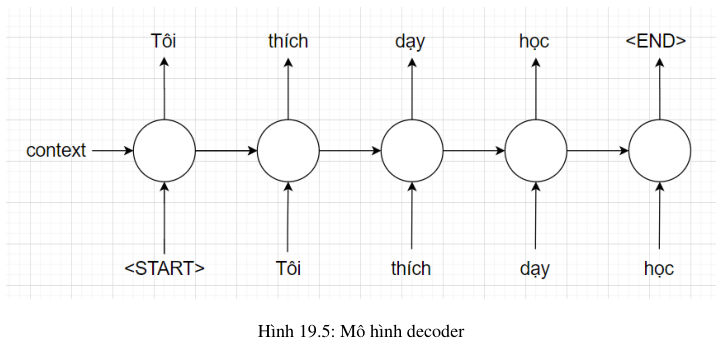 Tôi thích dạy học <END>
context
<START> Tôi thích dạy học
Hình 19.5: Mô hình decoder